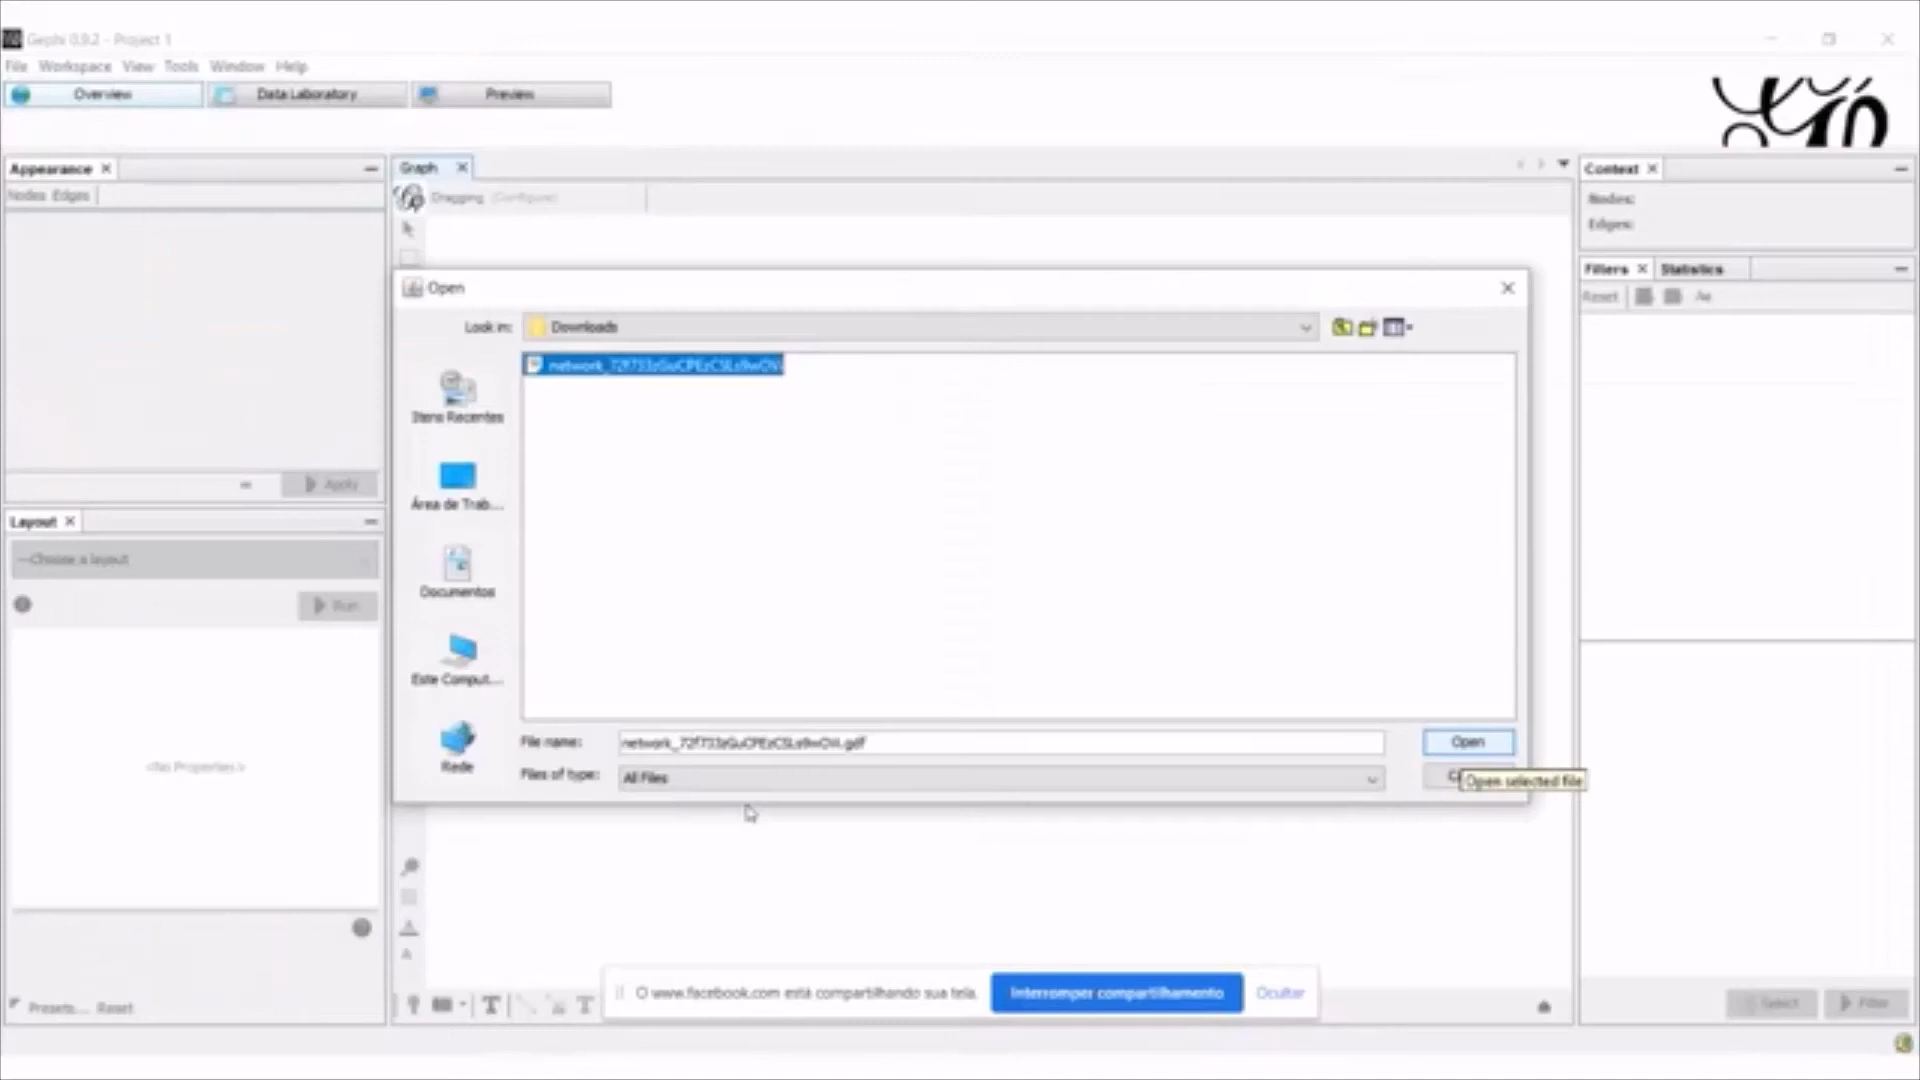 Gephi 0.9.2 - Project 1
File Workspace View Tools Window Help
Overview Data Laboratory Preview
Appearance
Nodes Edges
Apply
Layout
---Choose a layout
Run
<No Properties>
Presets... Reset
Graph
Dragging (Configure)
Open
Look in: Downloads
Itens Recentes
Área de Trab...
Documentos
Este Comput...
Rede
File name:
Open
Files of type: All Files
Open selected file
O www.facebook.com está compartilhando sua tela.
Interromper compartilhamento
Ocultar
Context
Nodes:
Edges:
Filters Statistics
Reset
Select Filter